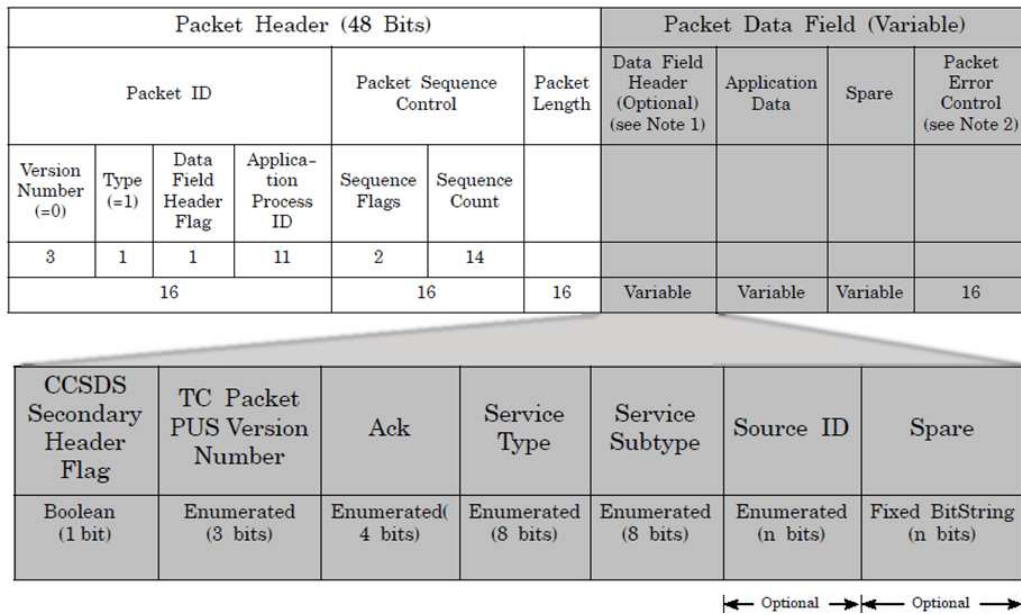 Packet Header (48 Bits)
Packet Data Field (Variable)
Packet ID
Packet Sequence
Control
Packet
Length
Data Field
Header
(Optional)
(see Note 1)
Application
Data
Spare
Packet
Error
Control
(see Note 2)
Version
Number
(=0)
Type
(=1)
Data
Field
Header
Flag
Applica-
tion
Process
ID
Sequence
Flags
Sequence
Count
3
1
1
11
2
14
16
16
16
Variable
Variable
Variable
16
CCSDS
Secondary
Header
Flag
TC Packet
PUS Version
Number
Ack
Service
Type
Service
Subtype
Source ID
Spare
Boolean
(1 bit)
Enumerated
(3 bits)
Enumerated(
4 bits)
Enumerated
(8 bits)
Enumerated
(8 bits)
Enumerated
(n bits)
Fixed BitString
(n bits)
Optional
Optional